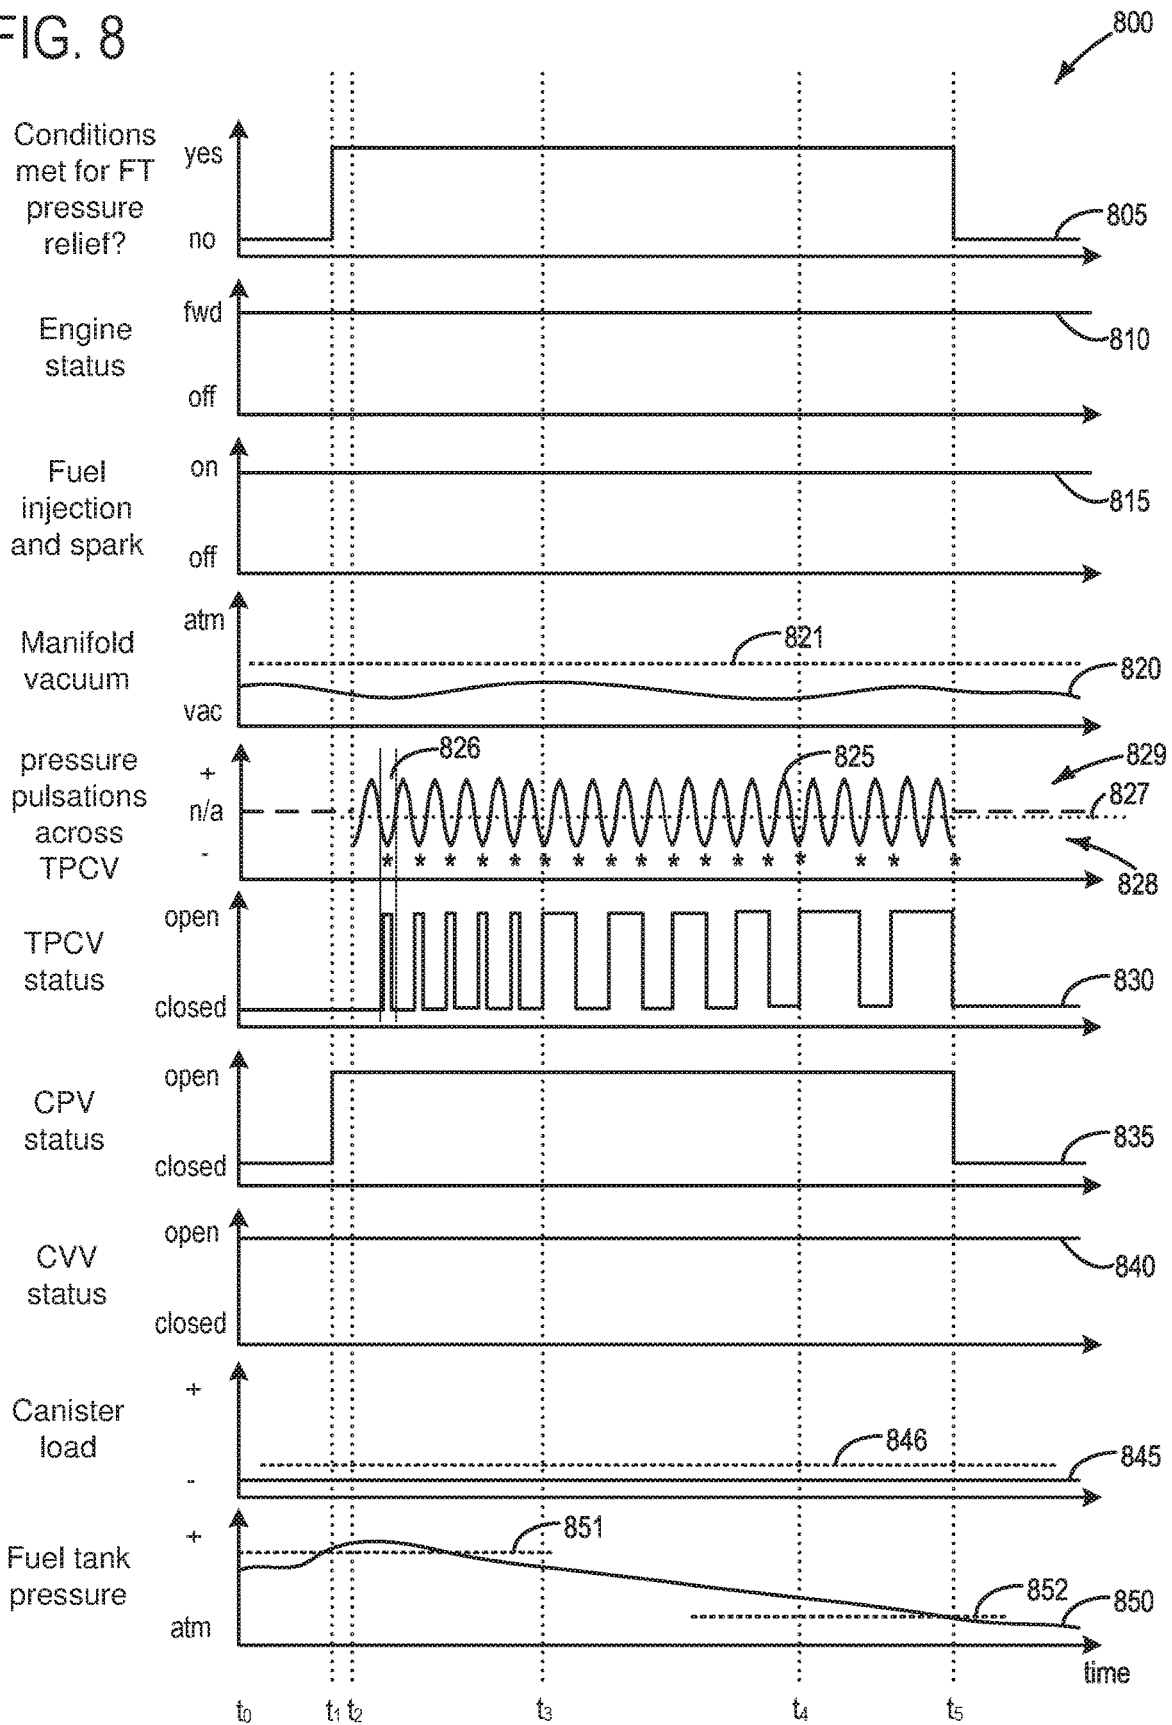 FIG. 8
800
Conditions
met for FT
pressure
relief?
yes
no
805
Engine
status
fwd
off
810
Fuel
injection
and spark
on
off
815
Manifold
vacuum
atm
vac
821
820
pressure
pulsations
across
TPCV
+
n/a
-
826
825
829
827
828
* * * * * * * * * * * * * * * * *
TPCV
status
open
closed
830
CPV
status
open
closed
835
CVV
status
open
closed
840
Canister
load
+
-
846
845
Fuel tank
pressure
+
atm
851
852
850
time
t0 t1 t2 t3 t4 t5